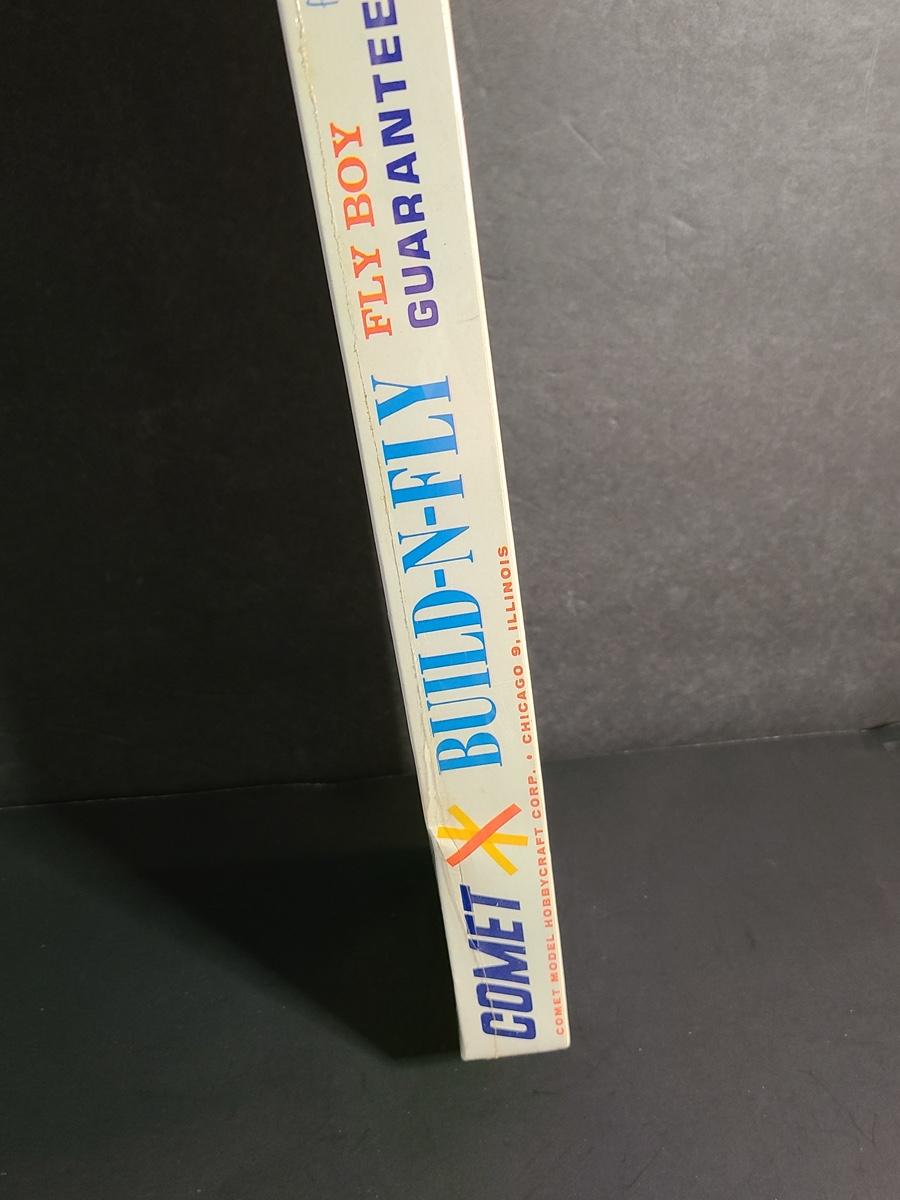 COMET BUILD-N-FLY
FLY BOY
GUARANTEE
COMET MODEL HOBBYCRAFT CORP. • CHICAGO 9, ILLINOIS